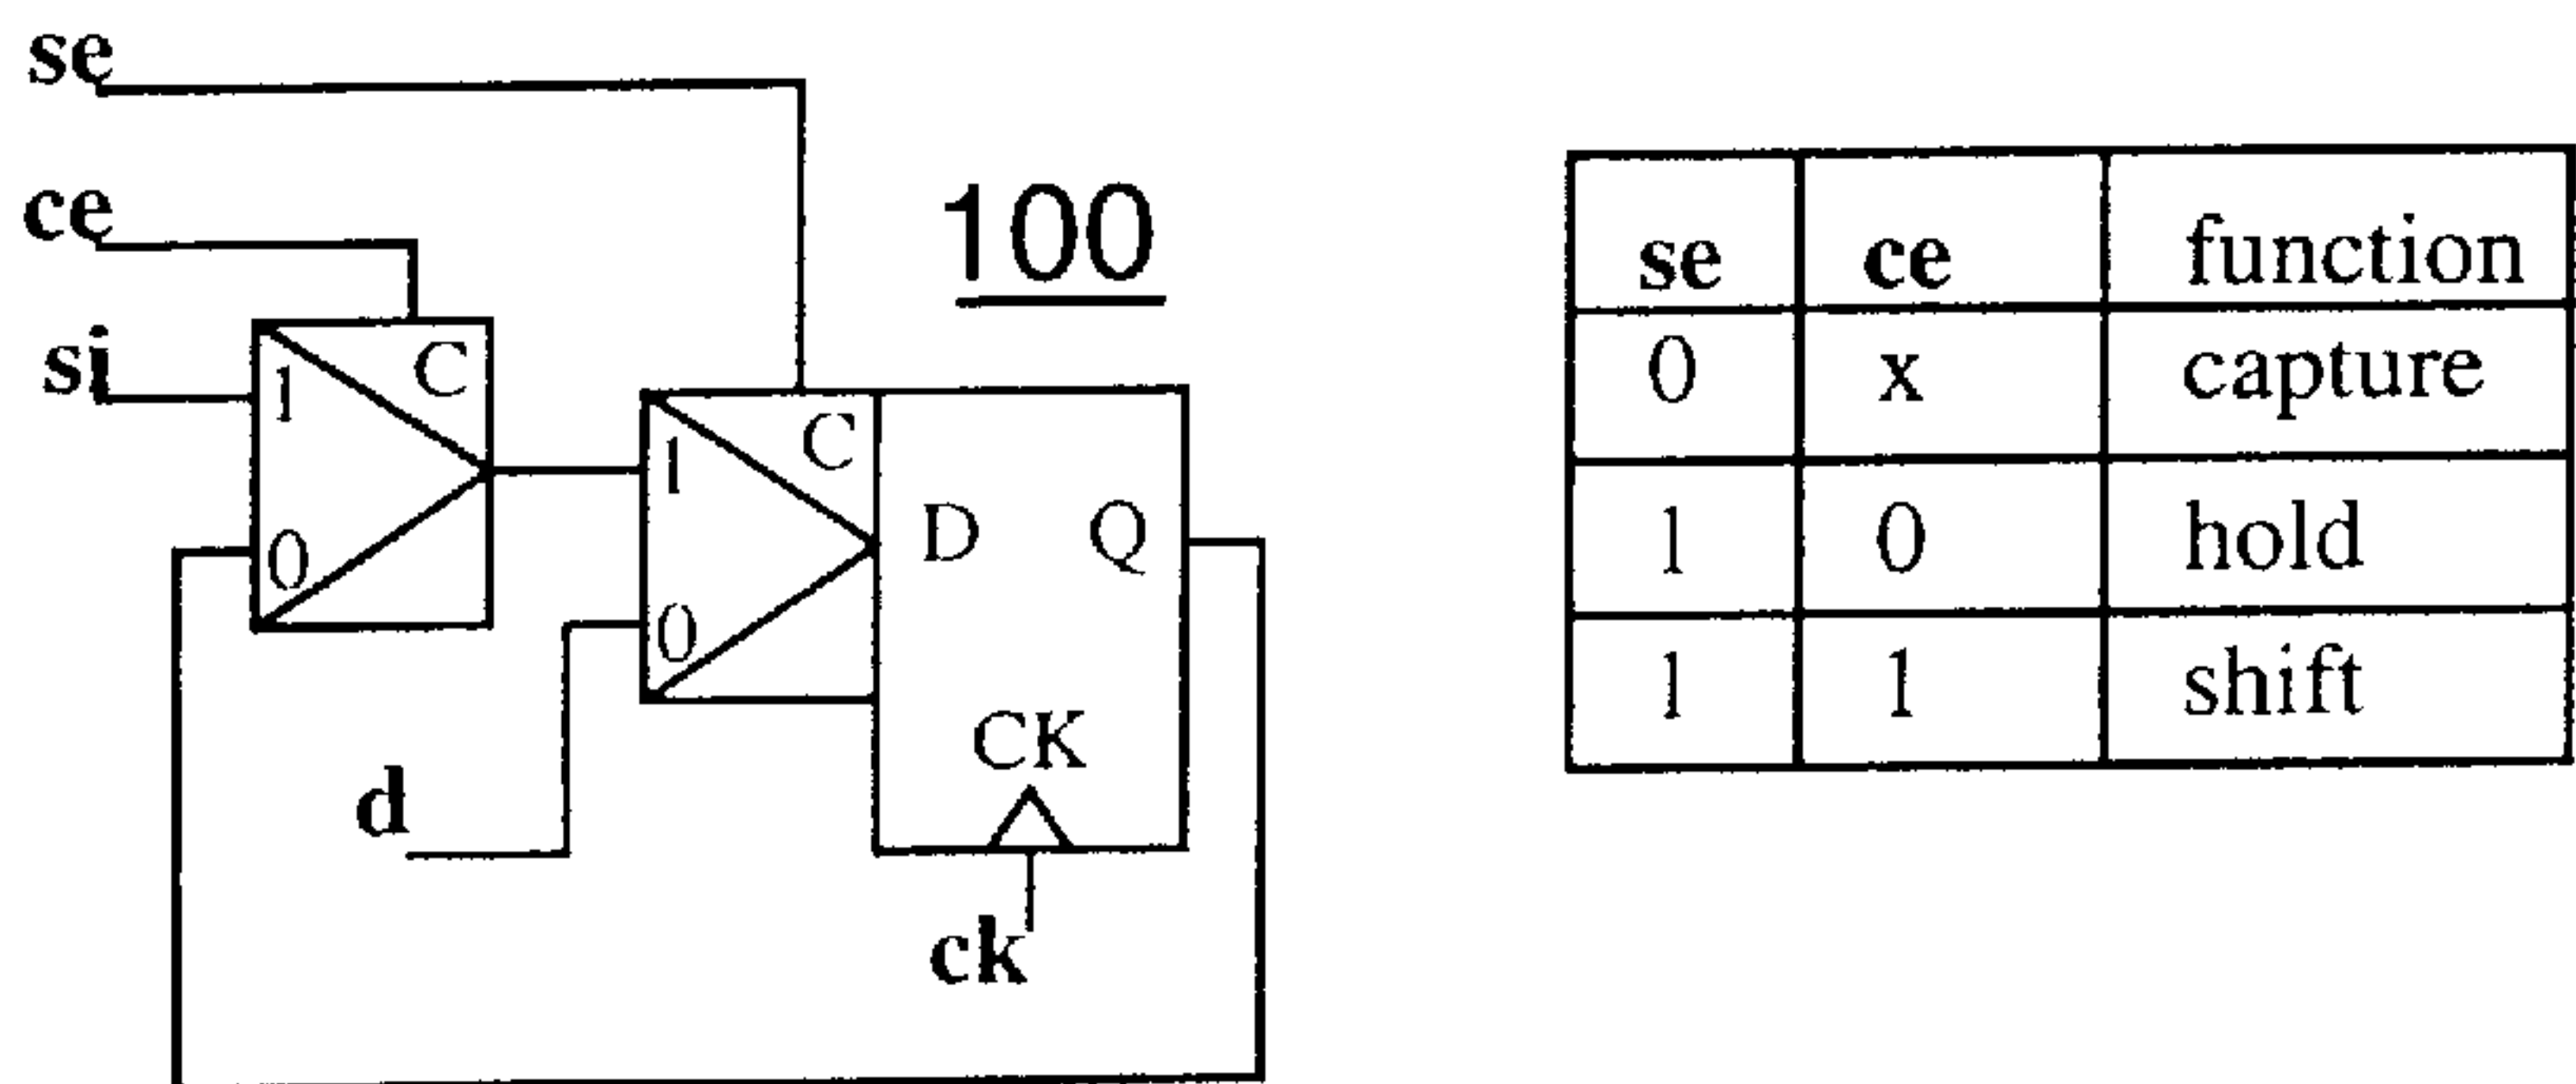 se
ce
100
si
1
C
0
1
C
0
D
Q
CK
d
ck
se ce function
0 x capture
1 0 hold
1 1 shift